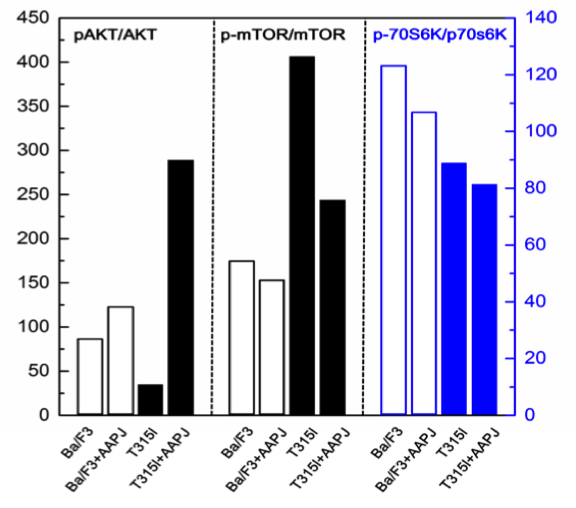 450
400
350
300
250
200
150
100
50
0
pAKT/AKT
p-mTOR/mTOR
p-70S6K/p70s6K
140
120
100
80
60
40
20
0
Ba/F3
Ba/F3+AAPJ
T315i
T315i+AAPJ
Ba/F3
Ba/F3+AAPJ
T315i
T315i+AAPJ
Ba/F3
Ba/F3+AAPJ
T315i
T315i+AAPJ